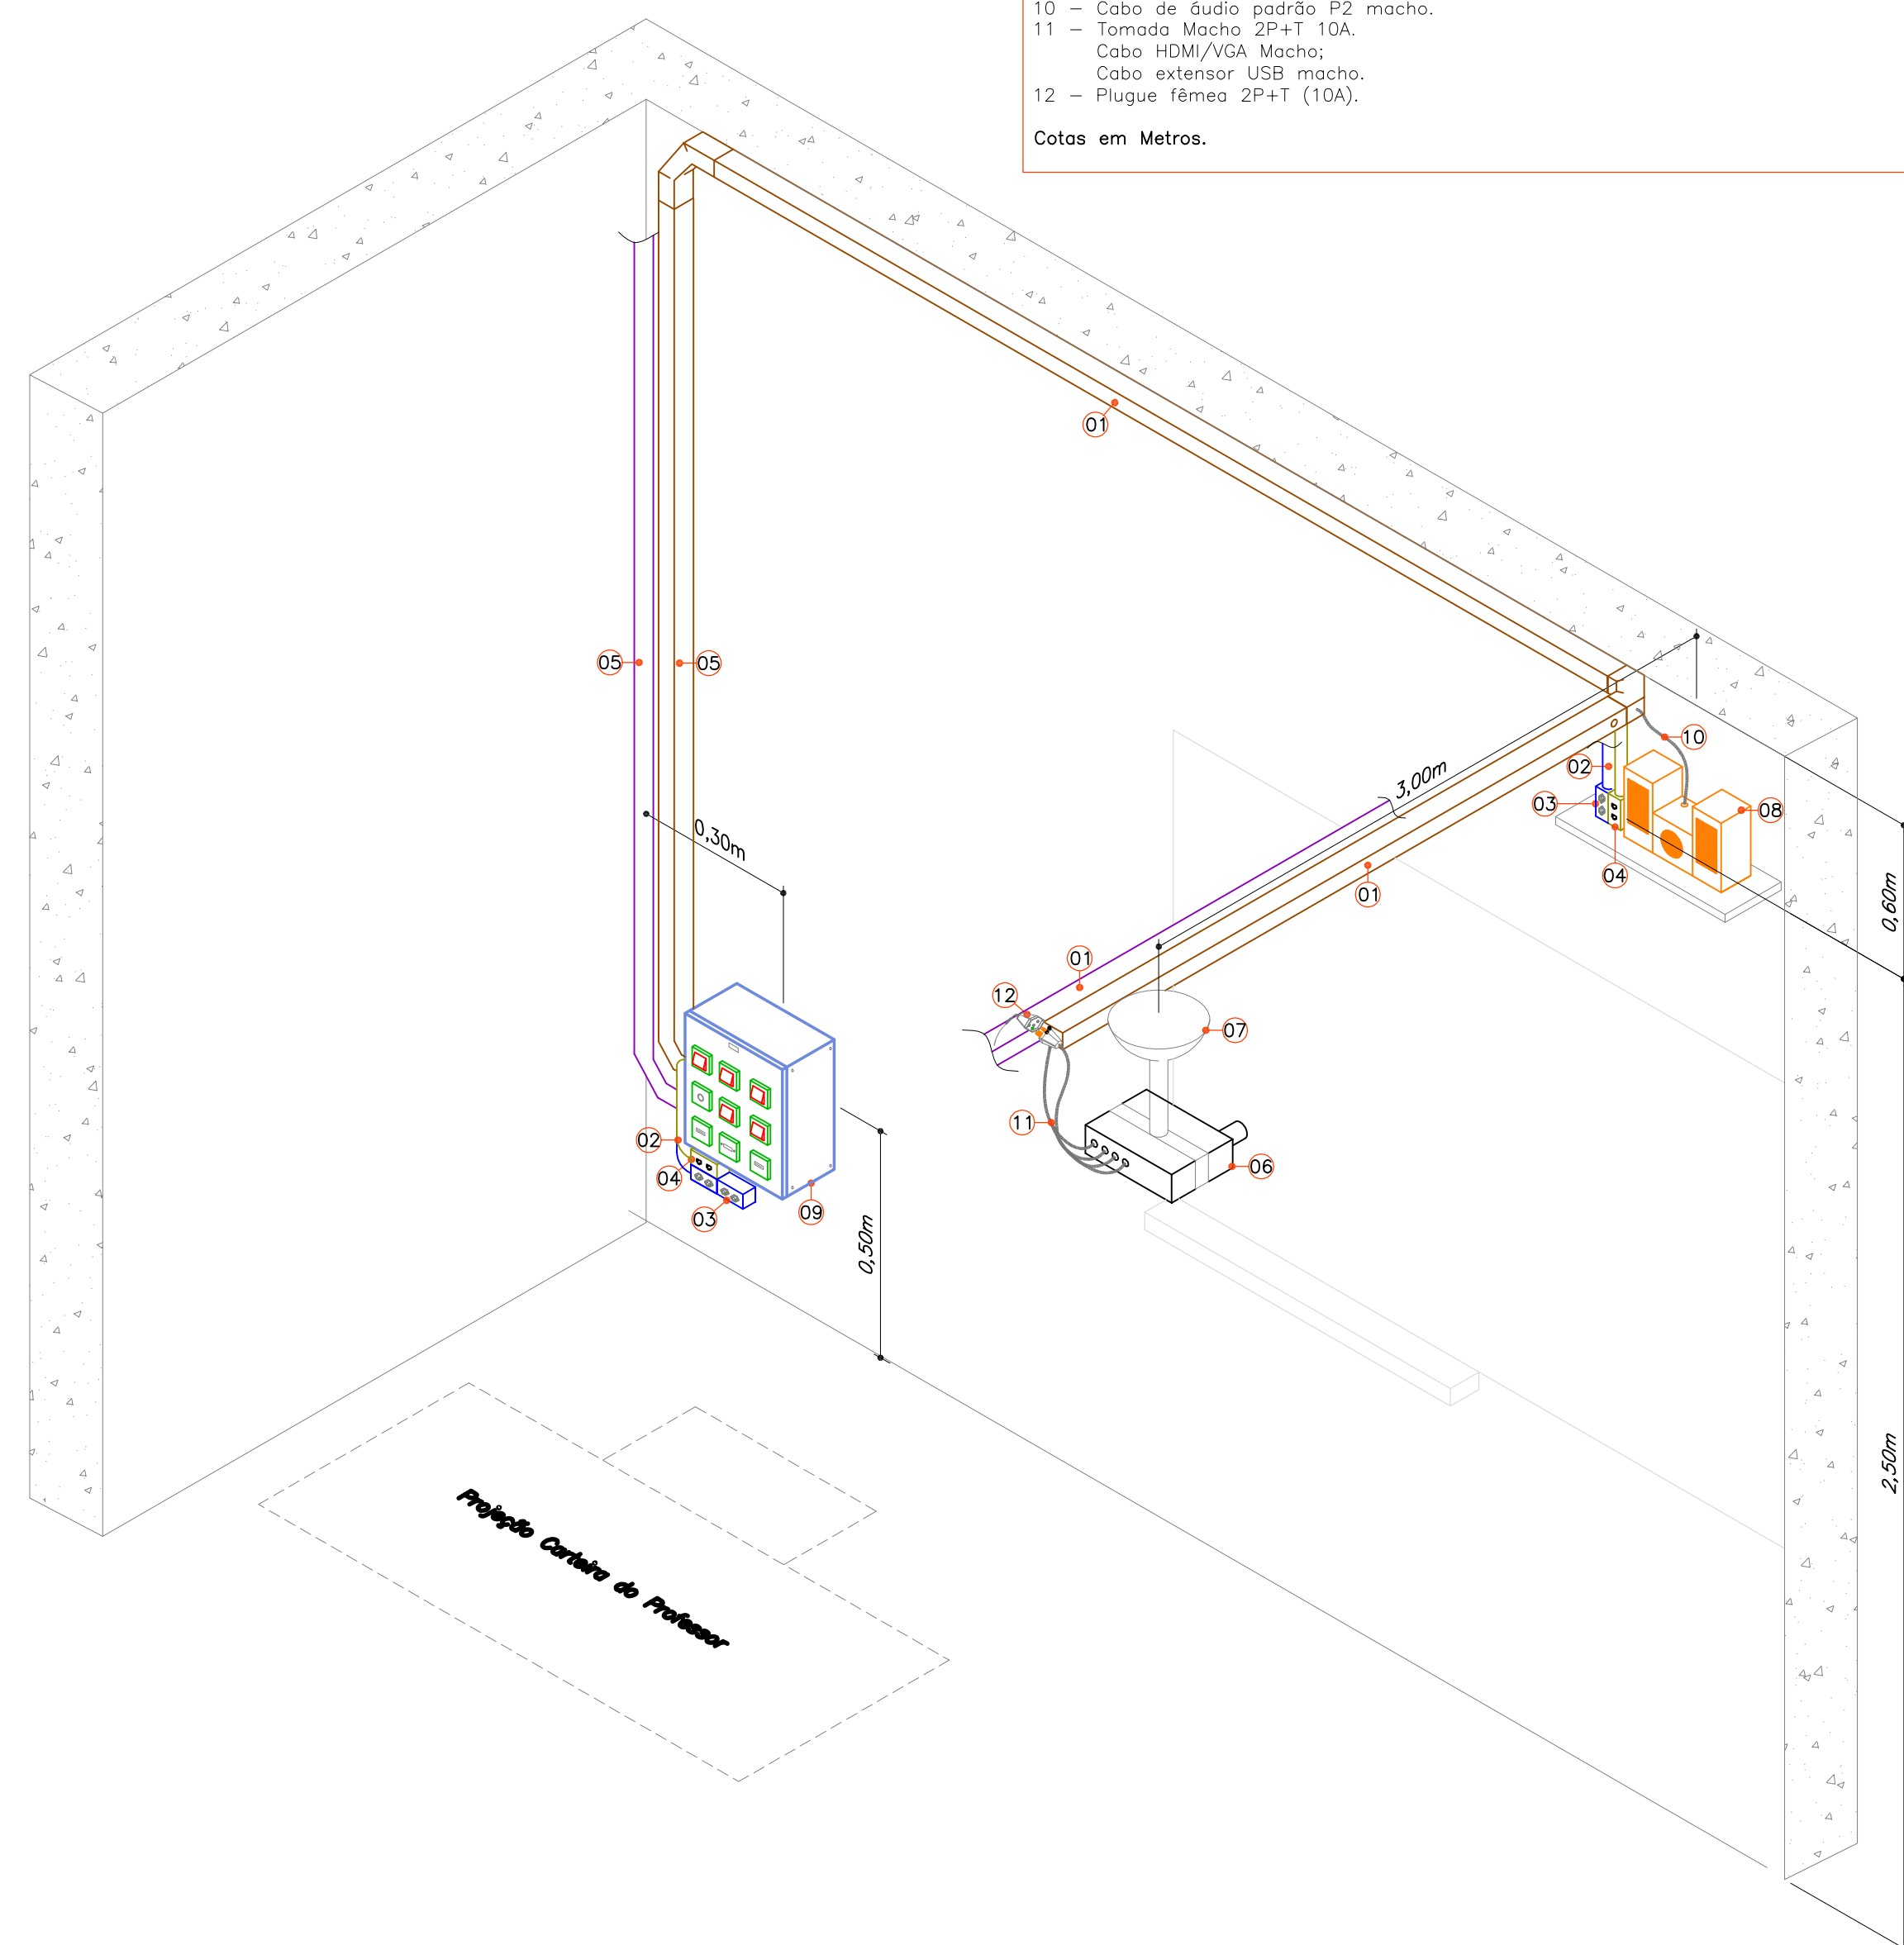 10 – Cabo de áudio padrão P2 macho.
11 – Tomada Macho 2P+T 10A.
Cabo HDMI/VGA Macho;
Cabo extensor USB macho.
12 – Plugue fêmea 2P+T (10A).
Cotas em Metros.
01
05
05
10
02
03
08
04
3,00m
0,30m
01
0,60m
01
12
07
11
02
06
04
03
09
0,50m
2,50m
Projeção Carteira do Professor